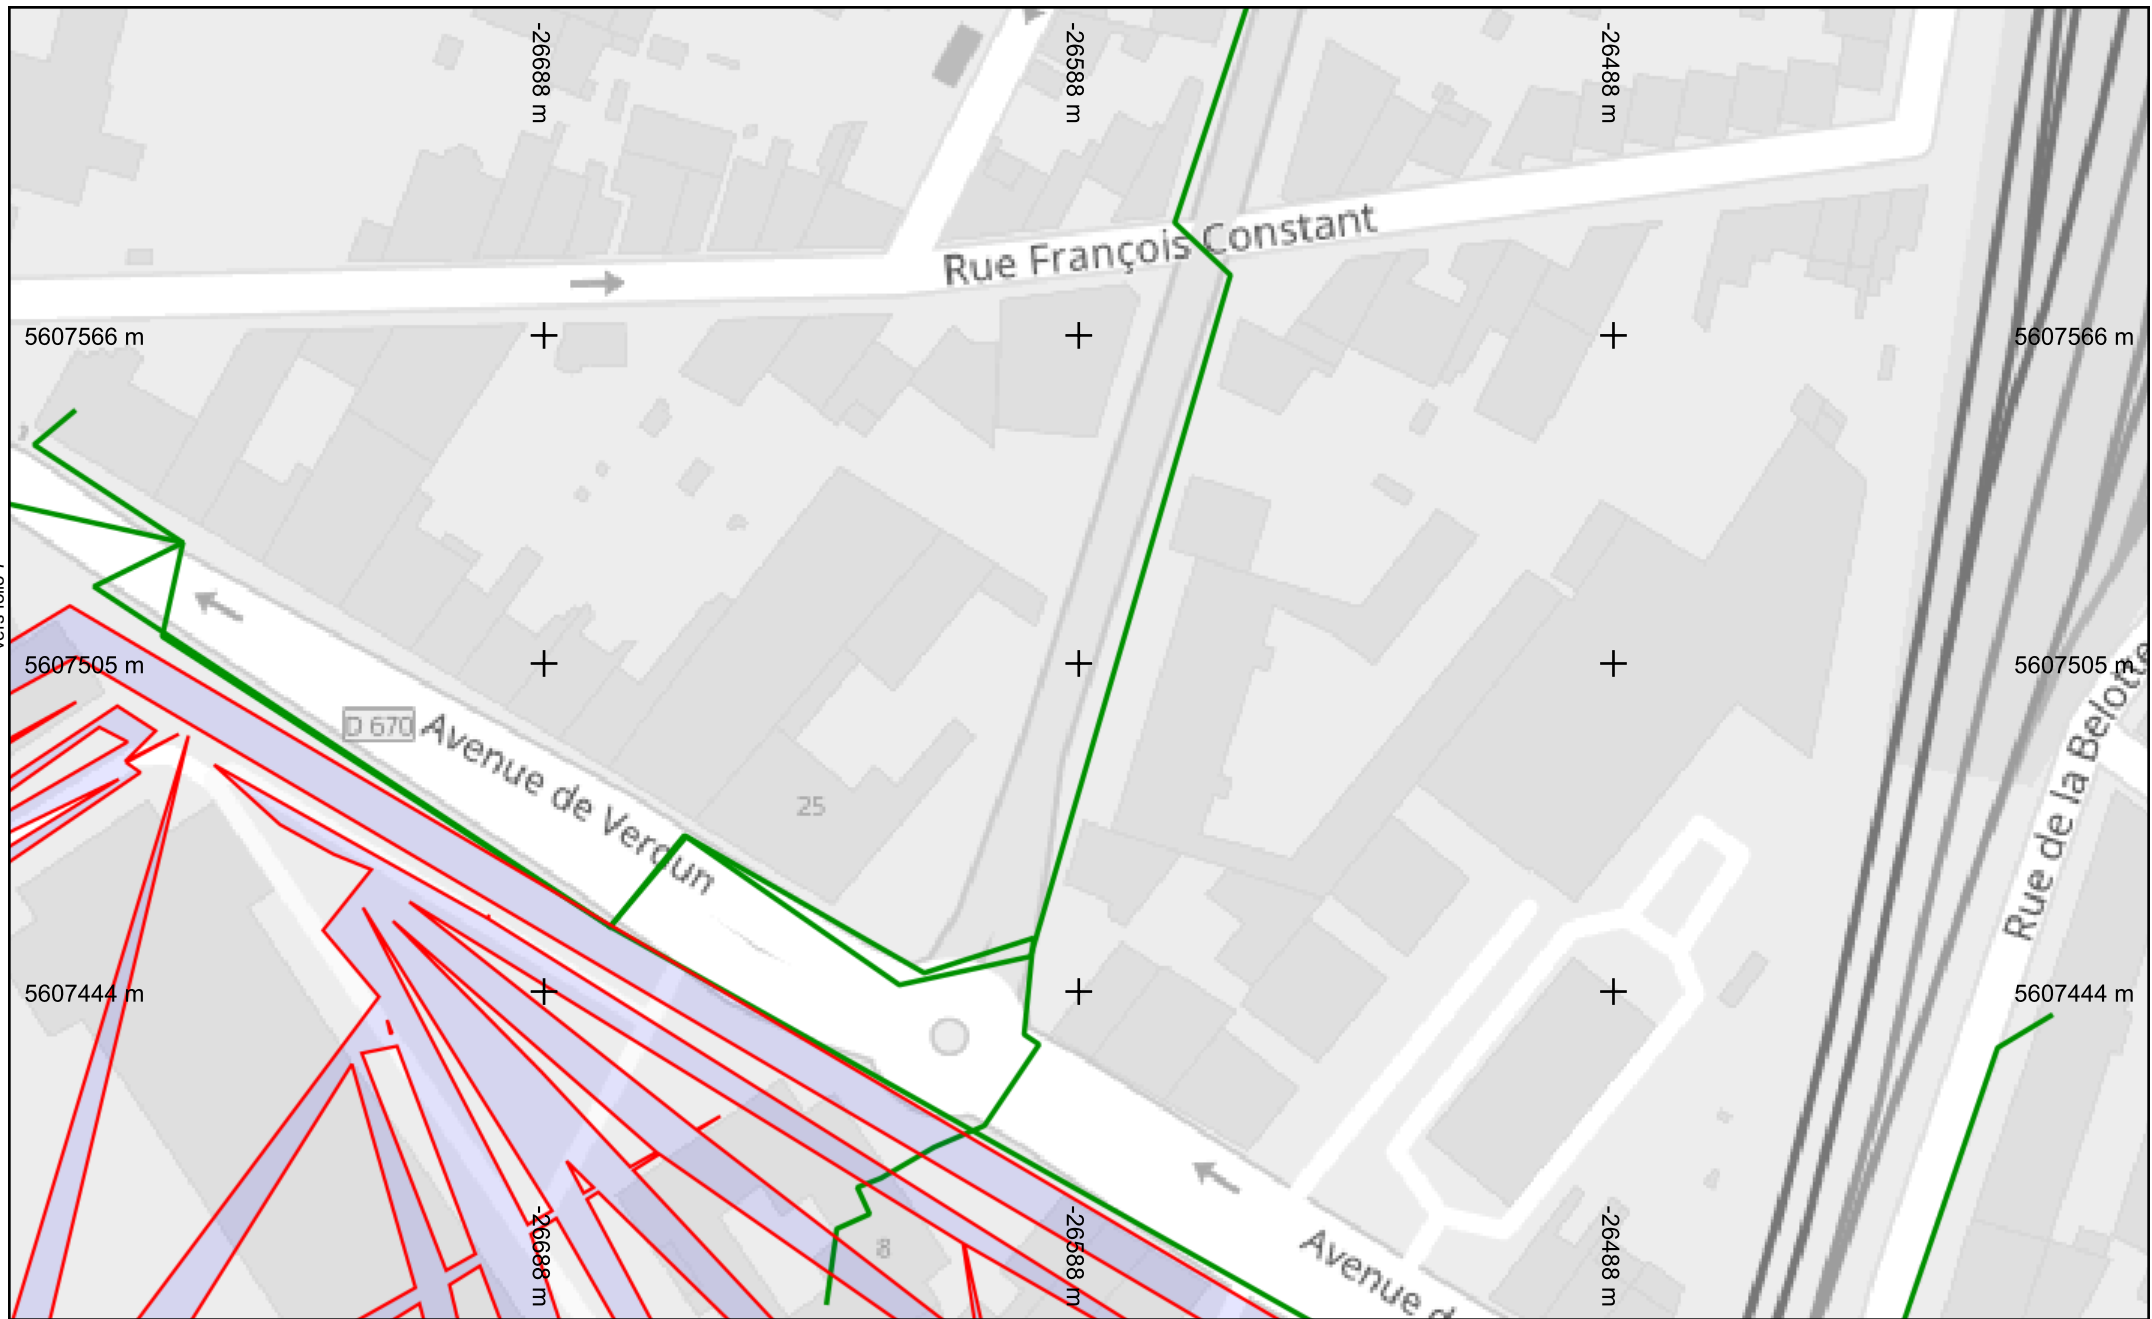 -26688 m
-26588 m
-26488 m
Rue François Constant
5607566 m
5607566 m
5607505 m
5607505 m
D 670
Avenue de Verdun
25
Rue de la Belotte
5607444 m
5607444 m
8
-26688 m
-26588 m
-26488 m
Avenue d